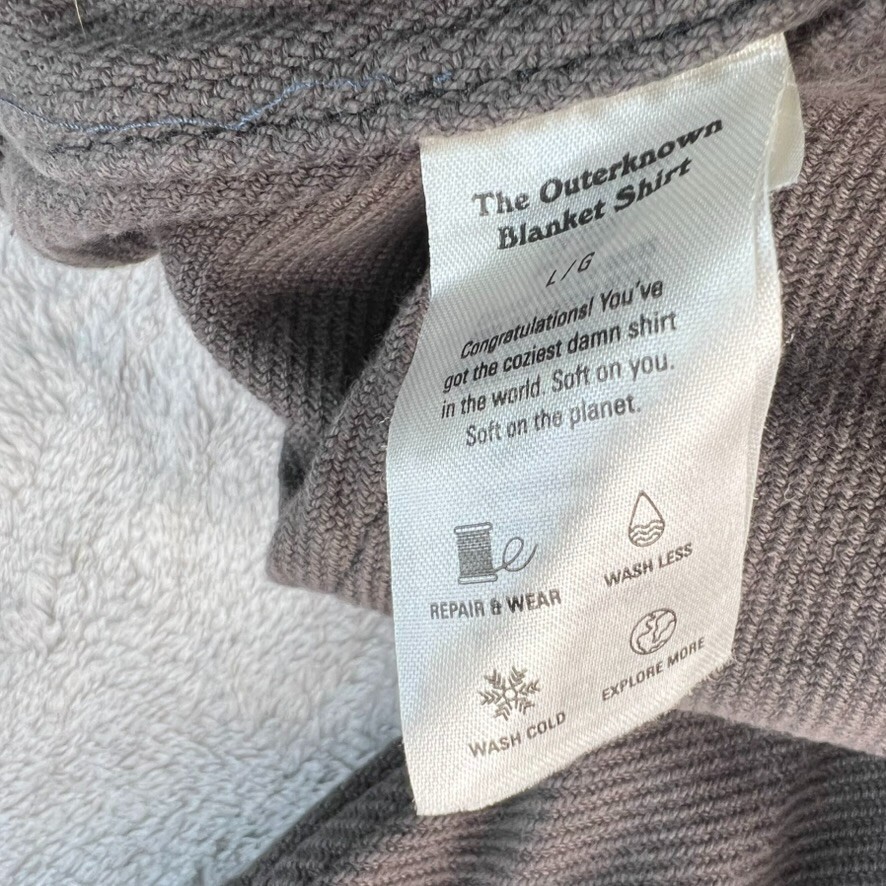 The Outerknown
Blanket Shirt
L/G
Congratulations! You've
got the coziest damn shirt
in the world. Soft on you.
Soft on the planet.
REPAIR & WEAR
WASH LESS
WASH COLD
EXPLORE MORE